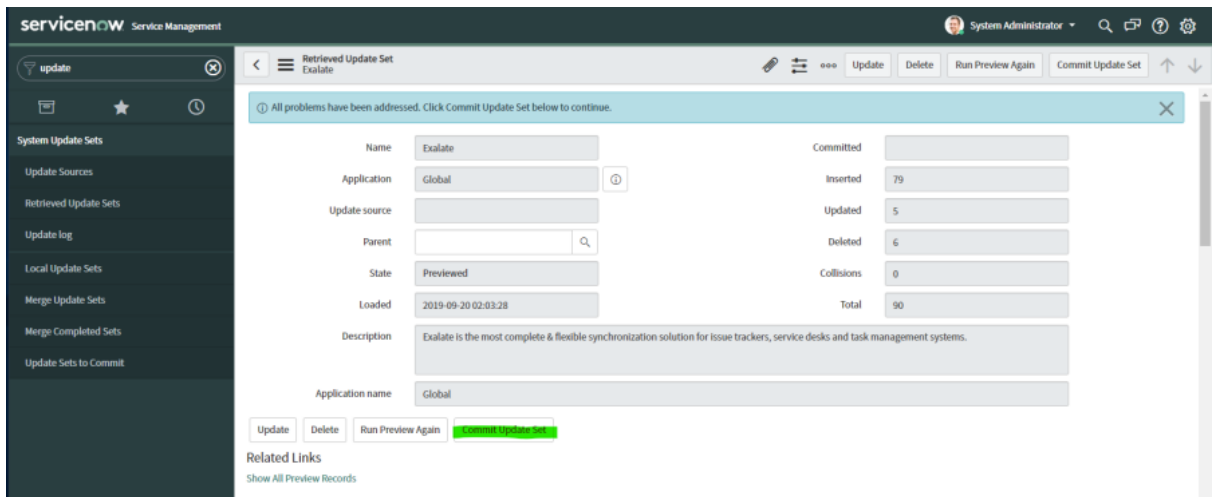 servicenow Service Management
System Administrator
update
Retrieved Update Set
Exalate
Update
Delete
Run Preview Again
Commit Update Set
System Update Sets
Update Sources
Retrieved Update Sets
Update log
Local Update Sets
Merge Update Sets
Merge Completed Sets
Update Sets to Commit
All problems have been addressed. Click Commit Update Set below to continue.
Name Exalate
Application Global
Update source
Parent
State Previewed
Loaded 2019-09-20 02:03:28
Committed
Inserted 79
Updated 5
Deleted 6
Collisions 0
Total 90
Description Exalate is the most complete & flexible synchronization solution for issue trackers, service desks and task management systems.
Application name Global
Update
Delete
Run Preview Again
Commit Update Set
Related Links
Show All Preview Records